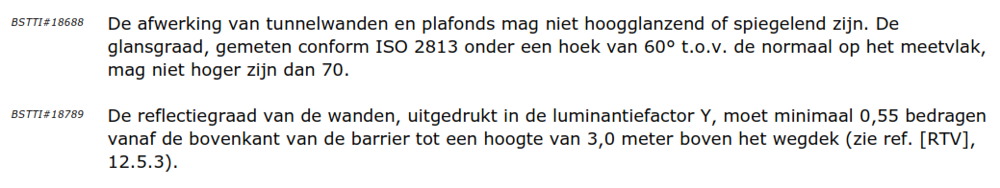 BSTTI#18688 De afwerking van tunnelwanden en plafonds mag niet hoogglanzend of spiegelend zijn. De
glansgraad, gemeten conform ISO 2813 onder een hoek van 60° t.o.v. de normaal op het meetvlak,
mag niet hoger zijn dan 70.
BSTTI#18789 De reflectiegraad van de wanden, uitgedrukt in de luminantiefactor Y, moet minimaal 0,55 bedragen
vanaf de bovenkant van de barrier tot een hoogte van 3,0 meter boven het wegdek (zie ref. [RTV],
12.5.3).